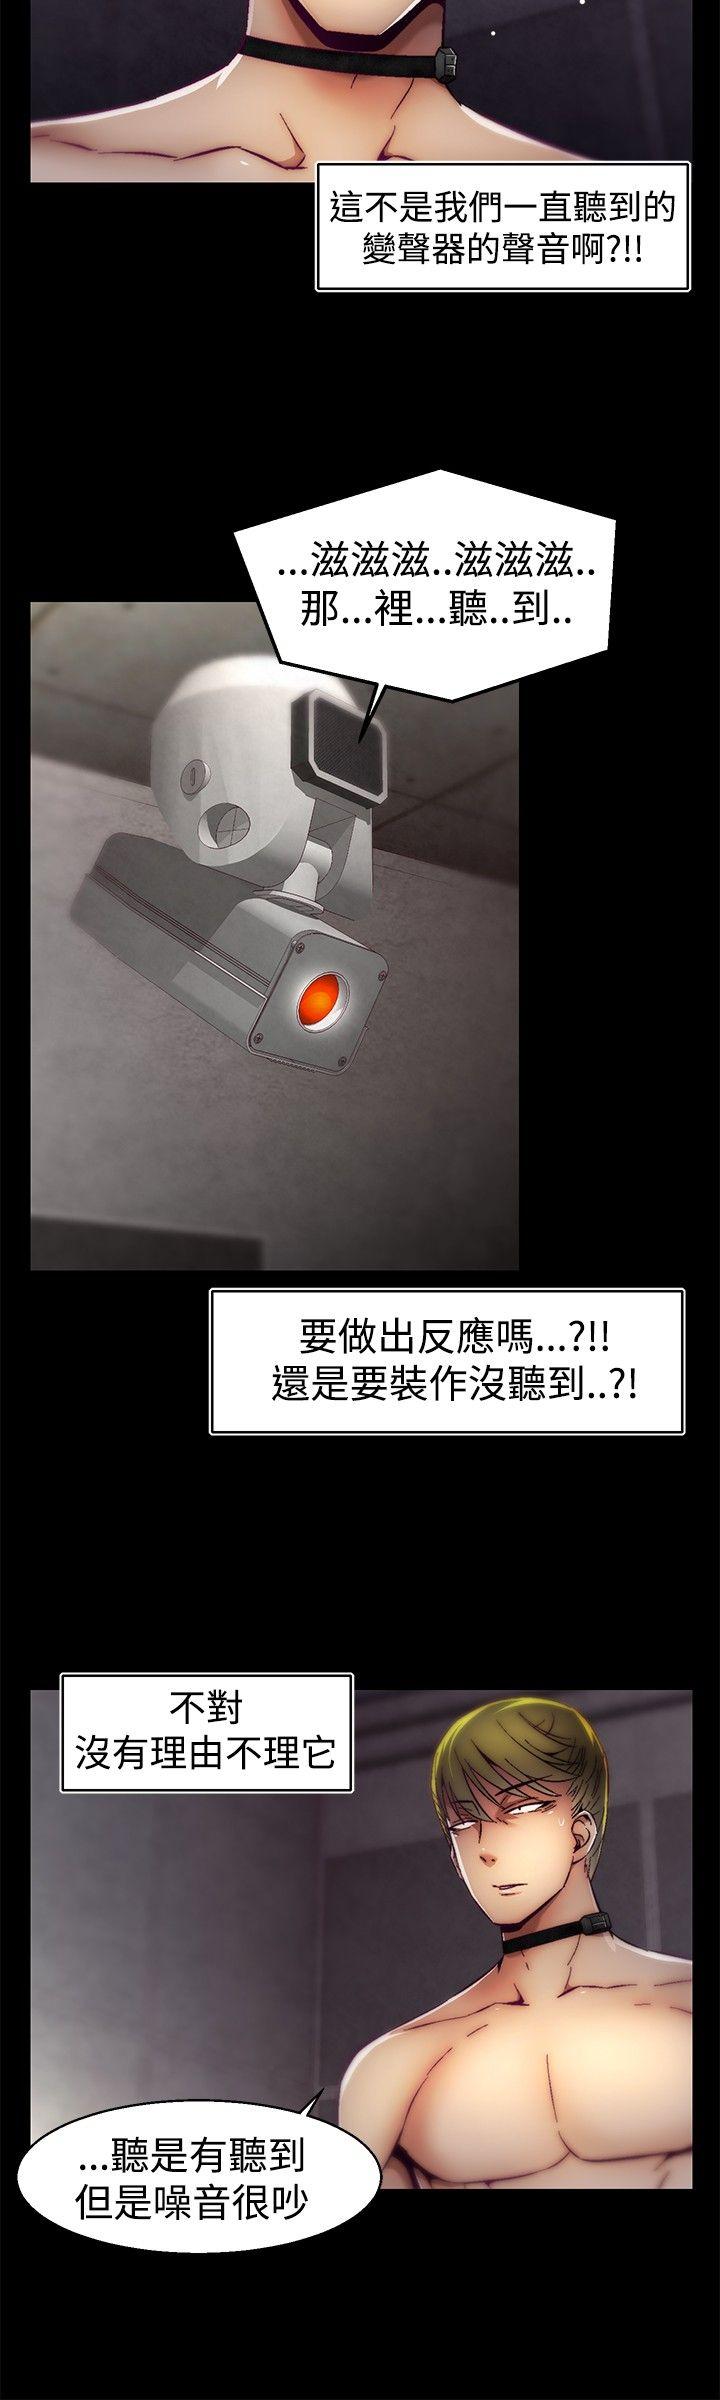 這不是我們一直聽到的
變聲器的聲音啊?!!
...滋滋滋..滋滋滋..
那...裡...聽..到..
要做出反應嗎...?!!
還是要裝作沒聽到..?!
不對
沒有理由不理它
...聽是有聽到
但是噪音很吵